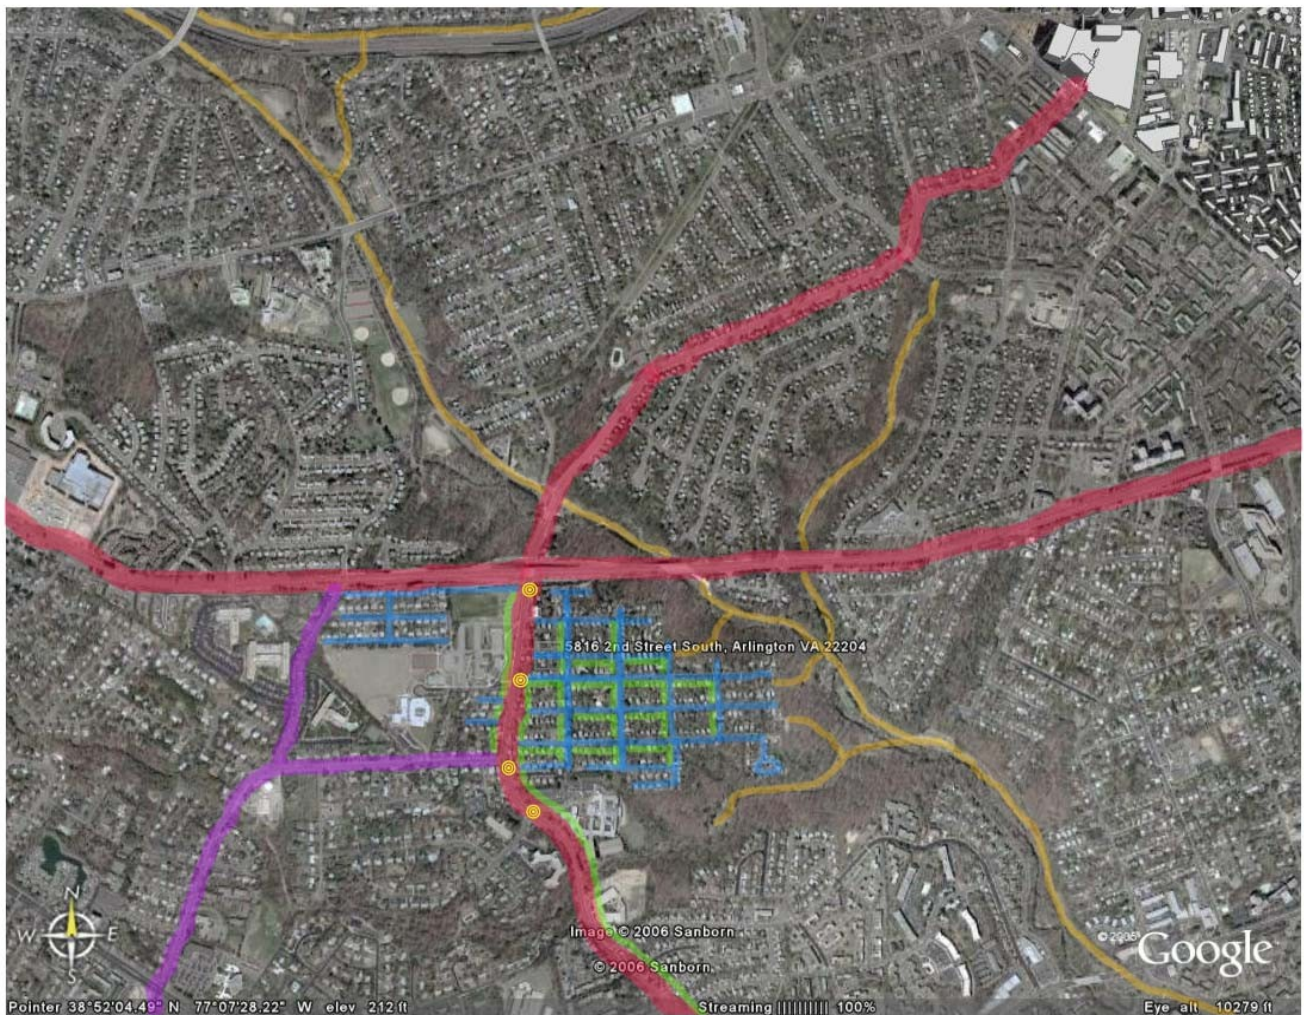 5816 2nd Street South, Arlington VA 22204
N
W E
S
Image © 2006 Sanborn
© 2006 Sanborn
© 2005 Google
Pointer 38°52'04.49" N 77°07'28.22" W elev 212 ft Streaming |||||||||| 100% Eye alt 10279 ft